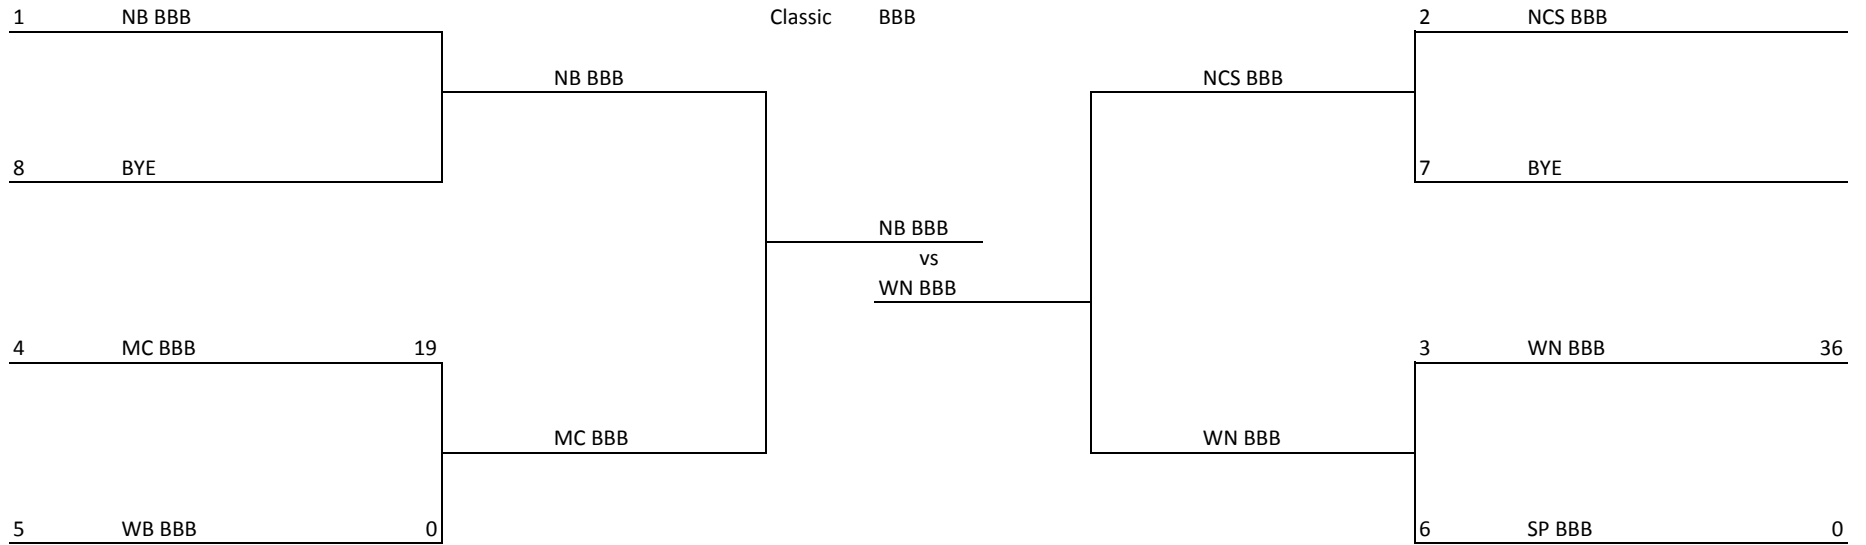 1 NB BBB Classic BBB 2 NCS BBB
NB BBB NCS BBB
8 BYE 7 BYE
NB BBB
vs
WN BBB
4 MC BBB 19 3 WN BBB 36
MC BBB WN BBB
5 WB BBB 0 6 SP BBB 0